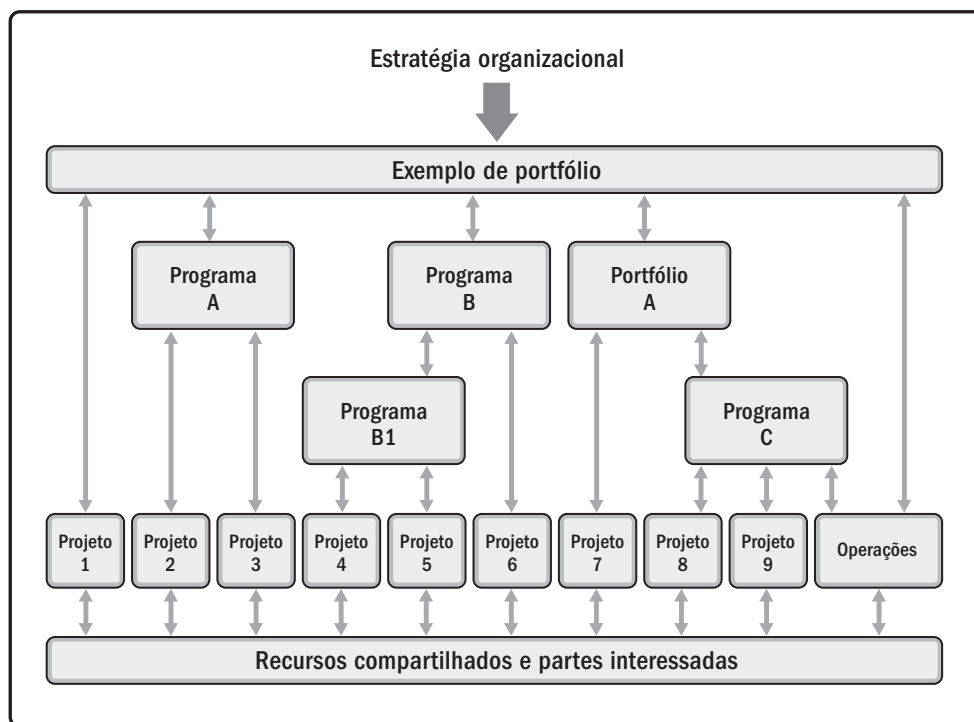 Estratégia organizacional
Exemplo de portfólio
Programa
A
Programa
B
Portfólio
A
Programa
B1
Programa
C
Projeto
1
Projeto
2
Projeto
3
Projeto
4
Projeto
5
Projeto
6
Projeto
7
Projeto
8
Projeto
9
Operações
Recursos compartilhados e partes interessadas